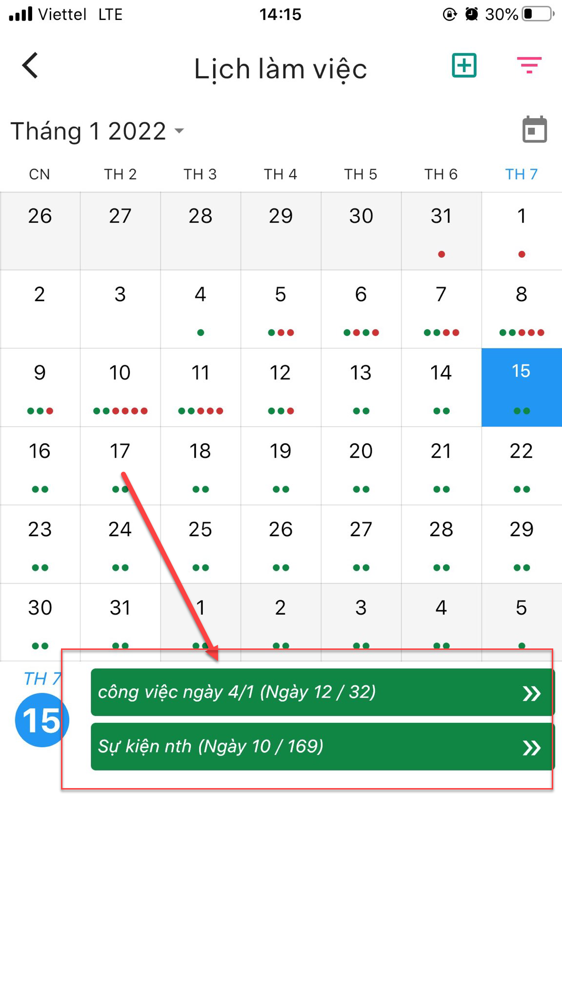 Viettel LTE 14:15 30%
Lịch làm việc
Tháng 1 2022
CN TH 2 TH 3 TH 4 TH 5 TH 6 TH 7
26 27 28 29 30 31 1
2 3 4 5 6 7 8
9 10 11 12 13 14 15
16 17 18 19 20 21 22
23 24 25 26 27 28 29
30 31 1 2 3 4 5
TH 7
15
công việc ngày 4/1 (Ngày 12 / 32)
Sự kiện nth (Ngày 10 / 169)